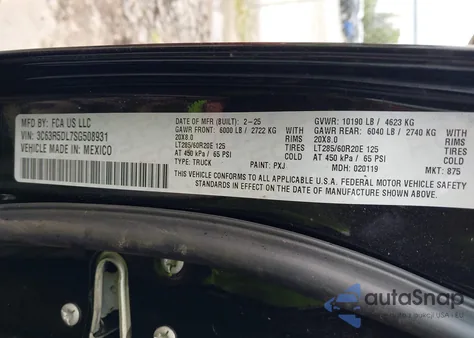 MFD BY: FCA US LLC
VIN: 3C63R5DL7SG508931
VEHICLE MADE IN: MEXICO
DATE OF MFR (BUILT): 2-25
GVWR: 10190 LB / 4623 KG
GAWR FRONT: 6000 LB / 2722 KG WITH
20X8.0 RIMS
LT285/60R20E 125 TIRES
AT 450 kPa / 65 PSI COLD
GAWR REAR: 6040 LB / 2740 KG WITH
20X8.0 RIMS
LT285/60R20E 125 TIRES
AT 450 kPa / 65 PSI COLD
TYPE: TRUCK PAINT: PXJ MDH: 020119 MKT: 875
THIS VEHICLE CONFORMS TO ALL APPLICABLE U.S.A. FEDERAL MOTOR VEHICLE SAFETY
STANDARDS IN EFFECT ON THE DATE OF MANUFACTURE SHOWN ABOVE.
autoSnap